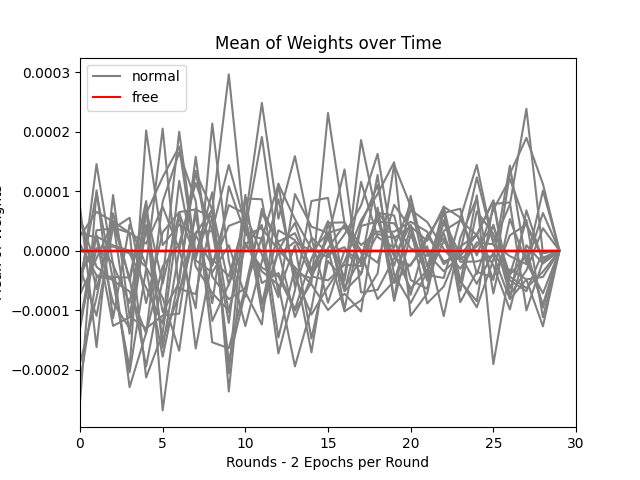 Mean of Weights over Time
normal
free
0.0003
0.0002
0.0001
0.0000
−0.0001
−0.0002
0 5 10 15 20 25 30
Rounds - 2 Epochs per Round